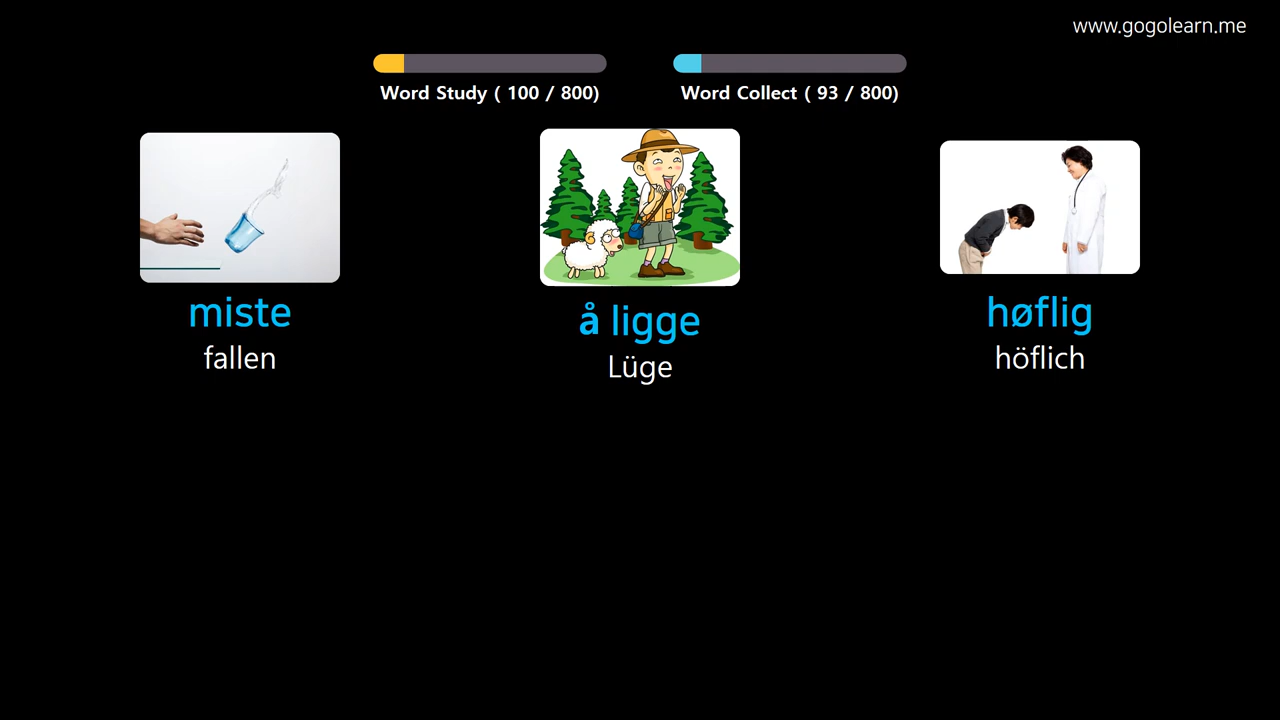 www.gogolearn.me
Word Study ( 100 / 800)
Word Collect ( 93 / 800)
miste
fallen
å ligge
Lüge
høflig
höflich